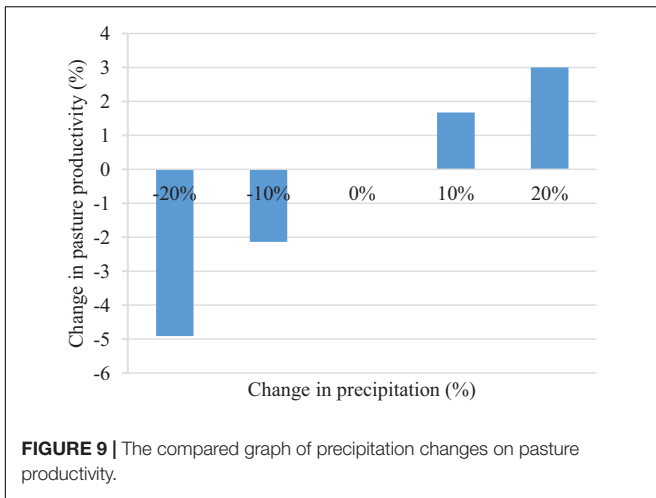 4
3
2
1
0
-1
-2
-3
-4
-5
-6
Change in pasture productivity (%)
-20% -10% 0% 10% 20%
Change in precipitation (%)
FIGURE 9 | The compared graph of precipitation changes on pasture
productivity.